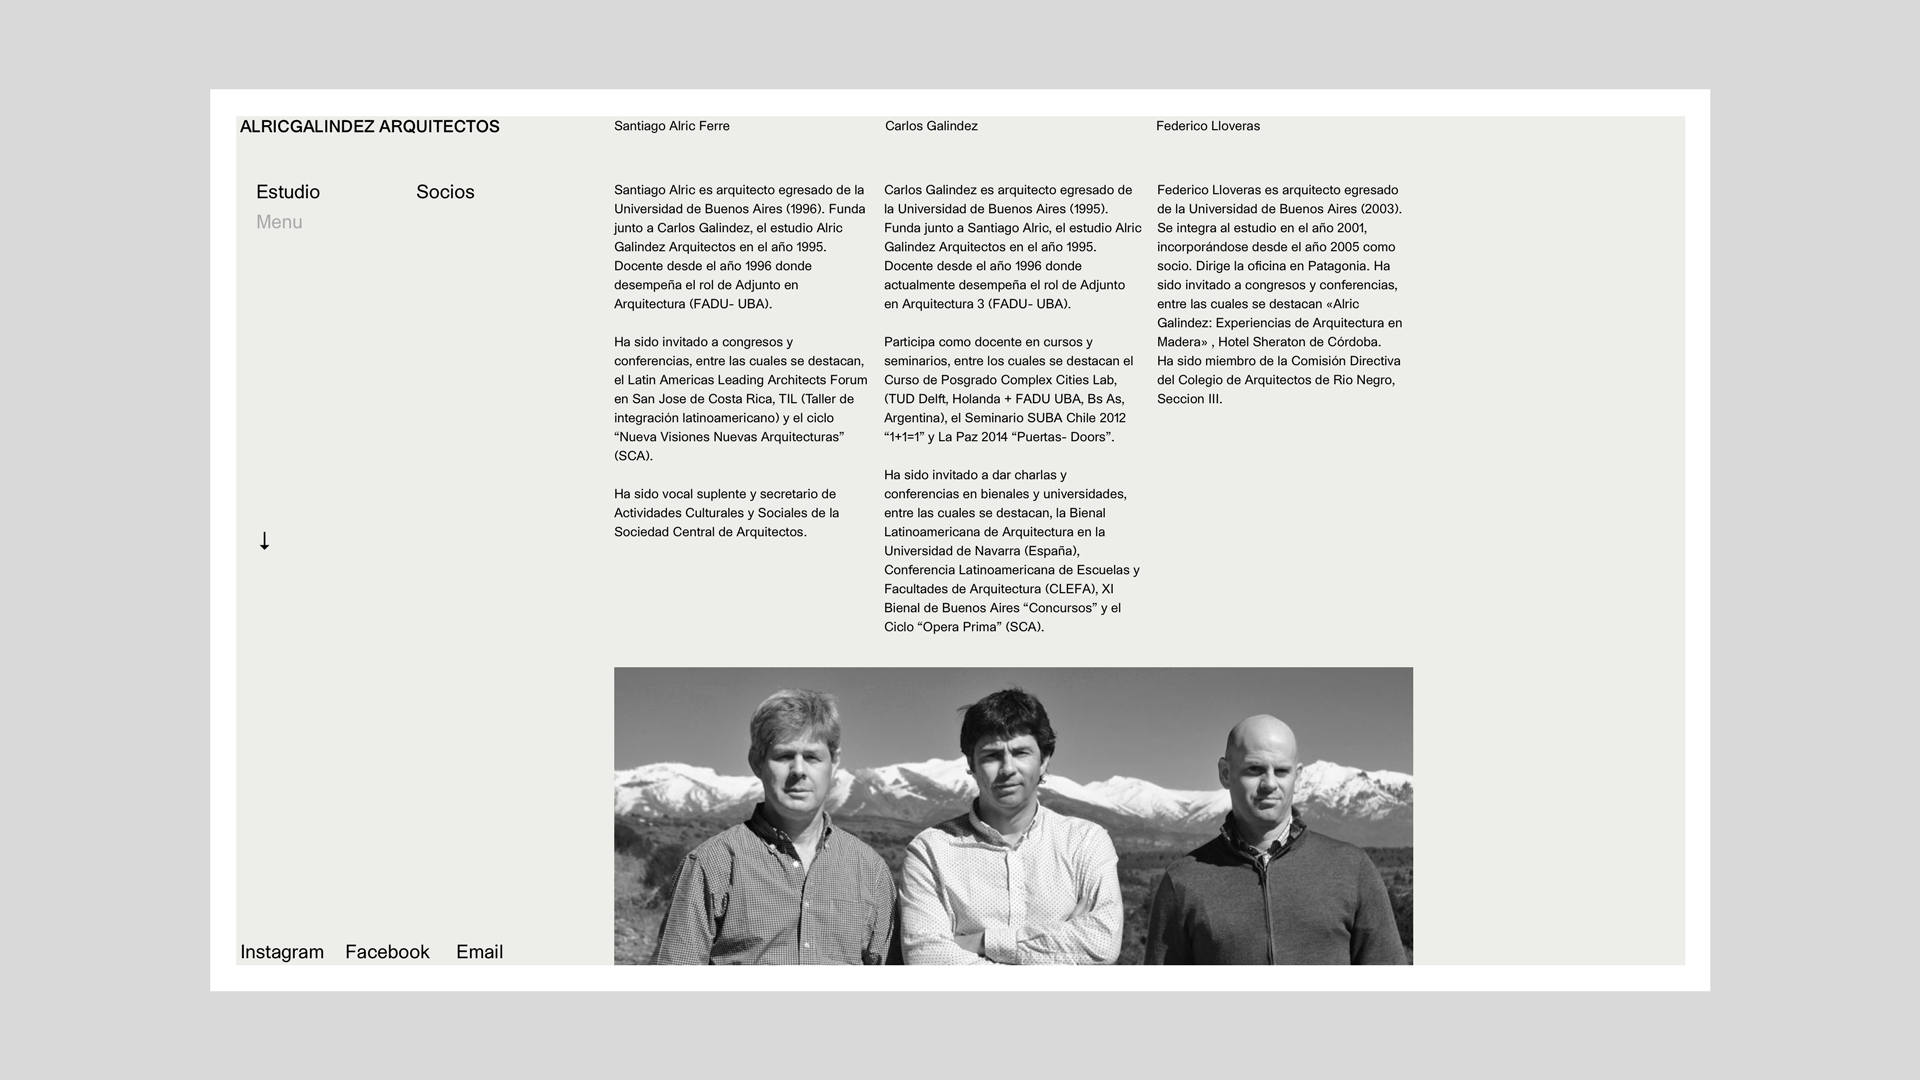 ALRICGALINDEZ ARQUITECTOS
Estudio
Socios
Menu
↓
Instagram
Facebook
Email
Santiago Alric Ferre
Santiago Alric es arquitecto egresado de la
Universidad de Buenos Aires (1996). Funda
junto a Carlos Galindez, el estudio Alric
Galindez Arquitectos en el año 1995.
Docente desde el año 1996 donde
desempeña el rol de Adjunto en
Arquitectura (FADU- UBA).
Ha sido invitado a congresos y
conferencias, entre las cuales se destacan,
el Latin Americas Leading Architects Forum
en San Jose de Costa Rica, TIL (Taller de
integración latinoamericano) y el ciclo
“Nueva Visiones Nuevas Arquitecturas”
(SCA).
Ha sido vocal suplente y secretario de
Actividades Culturales y Sociales de la
Sociedad Central de Arquitectos.
Carlos Galindez
Carlos Galindez es arquitecto egresado de
la Universidad de Buenos Aires (1995).
Funda junto a Santiago Alric, el estudio Alric
Galindez Arquitectos en el año 1995.
Docente desde el año 1996 donde
actualmente desempeña el rol de Adjunto
en Arquitectura 3 (FADU- UBA).
Participa como docente en cursos y
seminarios, entre los cuales se destacan el
Curso de Posgrado Complex Cities Lab,
(TUD Delft, Holanda + FADU UBA, Bs As,
Argentina), el Seminario SUBA Chile 2012
“1+1=1” y La Paz 2014 “Puertas- Doors”.
Ha sido invitado a dar charlas y
conferencias en bienales y universidades,
entre las cuales se destacan, la Bienal
Latinoamericana de Arquitectura en la
Universidad de Navarra (España),
Conferencia Latinoamericana de Escuelas y
Facultades de Arquitectura (CLEFA), XI
Bienal de Buenos Aires “Concursos” y el
Ciclo “Opera Prima” (SCA).
Federico Lloveras
Federico Lloveras es arquitecto egresado
de la Universidad de Buenos Aires (2003).
Se integra al estudio en el año 2001,
incorporándose desde el año 2005 como
socio. Dirige la oficina en Patagonia. Ha
sido invitado a congresos y conferencias,
entre las cuales se destacan «Alric
Galindez: Experiencias de Arquitectura en
Madera» , Hotel Sheraton de Córdoba.
Ha sido miembro de la Comisión Directiva
del Colegio de Arquitectos de Rio Negro,
Seccion III.